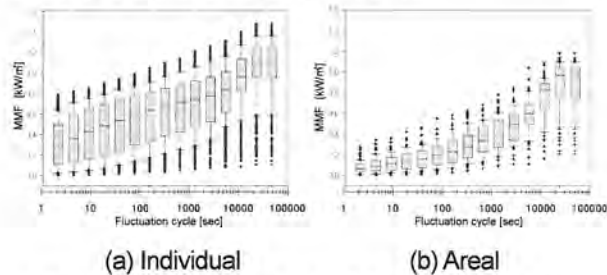 MMF [kW/㎡]
1 10 100 1000 10000 100000
Fluctuation cycle [sec]
(a) Individual
MMF [kW/㎡]
1 10 100 1000 10000 100000
Fluctuation cycle [sec]
(b) Areal